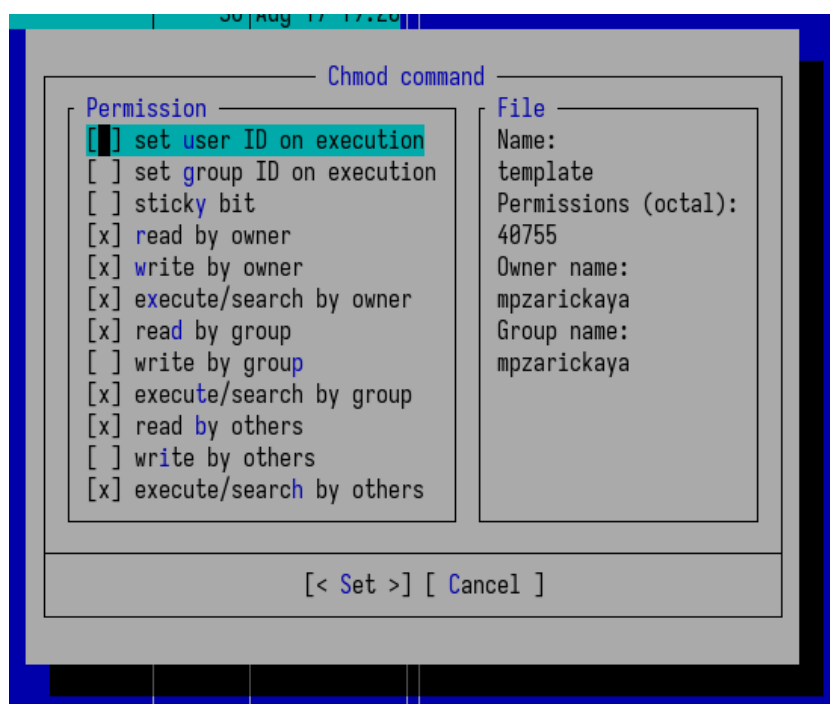 Chmod command
Permission
[ ] set user ID on execution
[ ] set group ID on execution
[ ] sticky bit
[x] read by owner
[x] write by owner
[x] execute/search by owner
[x] read by group
[ ] write by group
[x] execute/search by group
[x] read by others
[ ] write by others
[x] execute/search by others
File
Name:
template
Permissions (octal):
40755
Owner name:
mpzarickaya
Group name:
mpzarickaya
[< Set >] [ Cancel ]